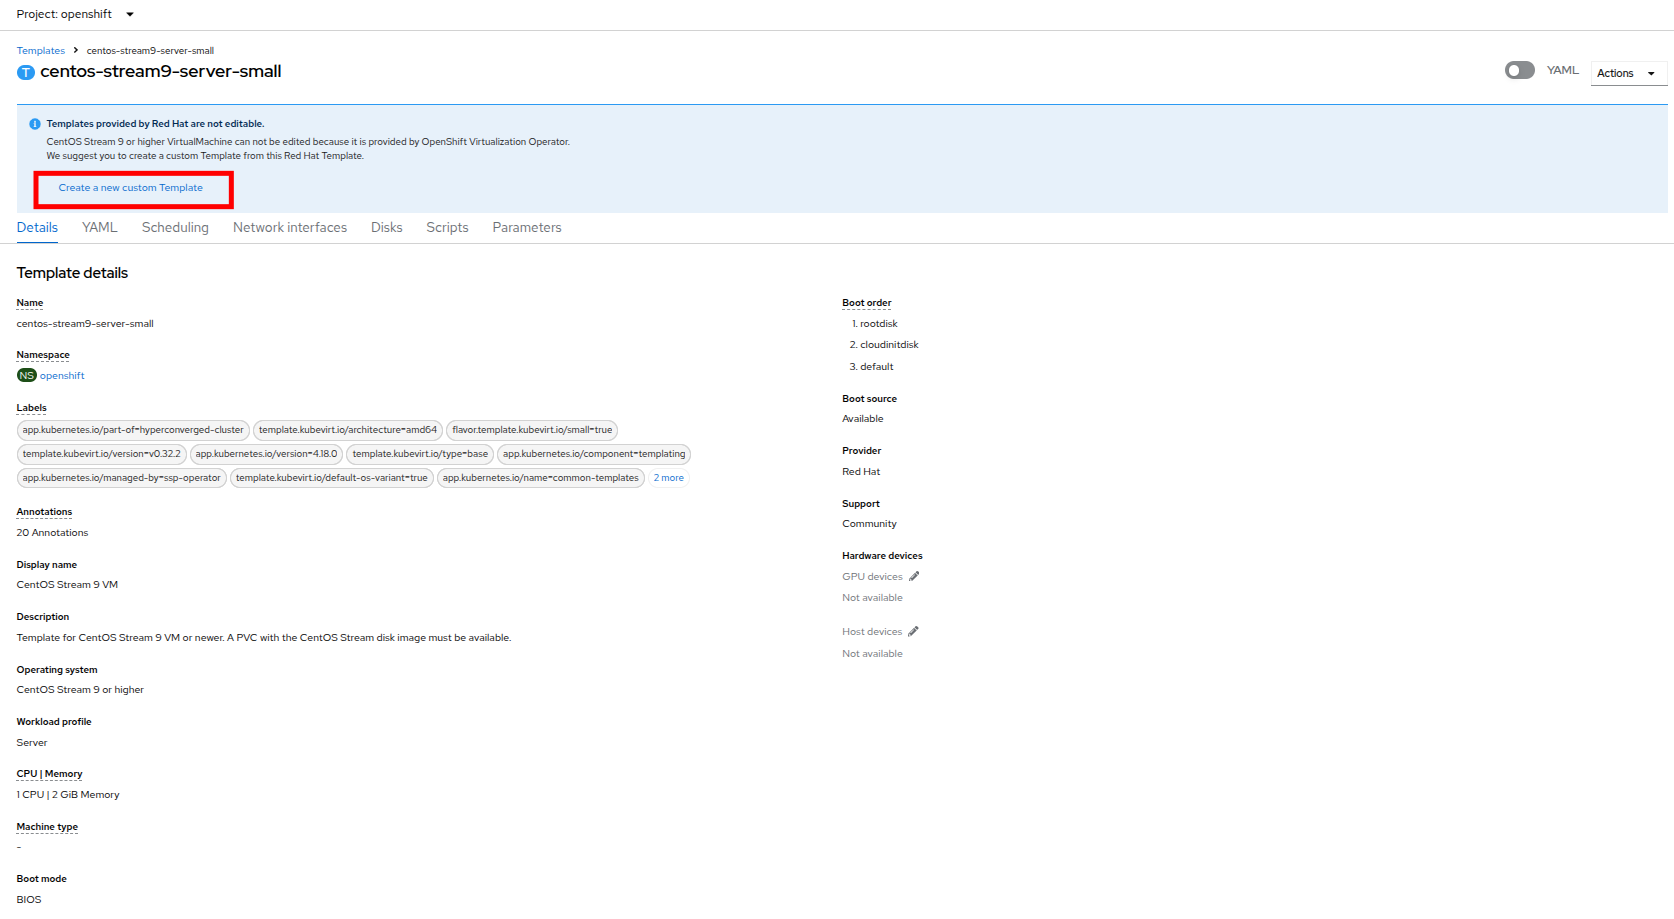 Project: openshift
Templates > centos-stream9-server-small
T centos-stream9-server-small
YAML
Actions
Templates provided by Red Hat are not editable.
CentOS Stream 9 or higher VirtualMachine can not be edited because it is provided by OpenShift Virtualization Operator.
We suggest you to create a custom Template from this Red Hat Template.
Create a new custom Template
Details YAML Scheduling Network interfaces Disks Scripts Parameters
Template details
Name
centos-stream9-server-small
Namespace
NS openshift
Labels
app.kubernetes.io/part-of=hyperconverged-cluster template.kubevirt.io/architecture=amd64 flavor.template.kubevirt.io/small=true
template.kubevirt.io/version=v0.32.2 app.kubernetes.io/version=4.18.0 template.kubevirt.io/type=base app.kubernetes.io/component=templating
app.kubernetes.io/managed-by=ssp-operator template.kubevirt.io/default-os-variant=true app.kubernetes.io/name=common-templates 2 more
Annotations
20 Annotations
Display name
CentOS Stream 9 VM
Description
Template for CentOS Stream 9 VM or newer. A PVC with the CentOS Stream disk image must be available.
Operating system
CentOS Stream 9 or higher
Workload profile
Server
CPU | Memory
1 CPU | 2 GiB Memory
Machine type
-
Boot mode
BIOS
Boot order
1. rootdisk
2. cloudinitdisk
3. default
Boot source
Available
Provider
Red Hat
Support
Community
Hardware devices
GPU devices
Not available
Host devices
Not available